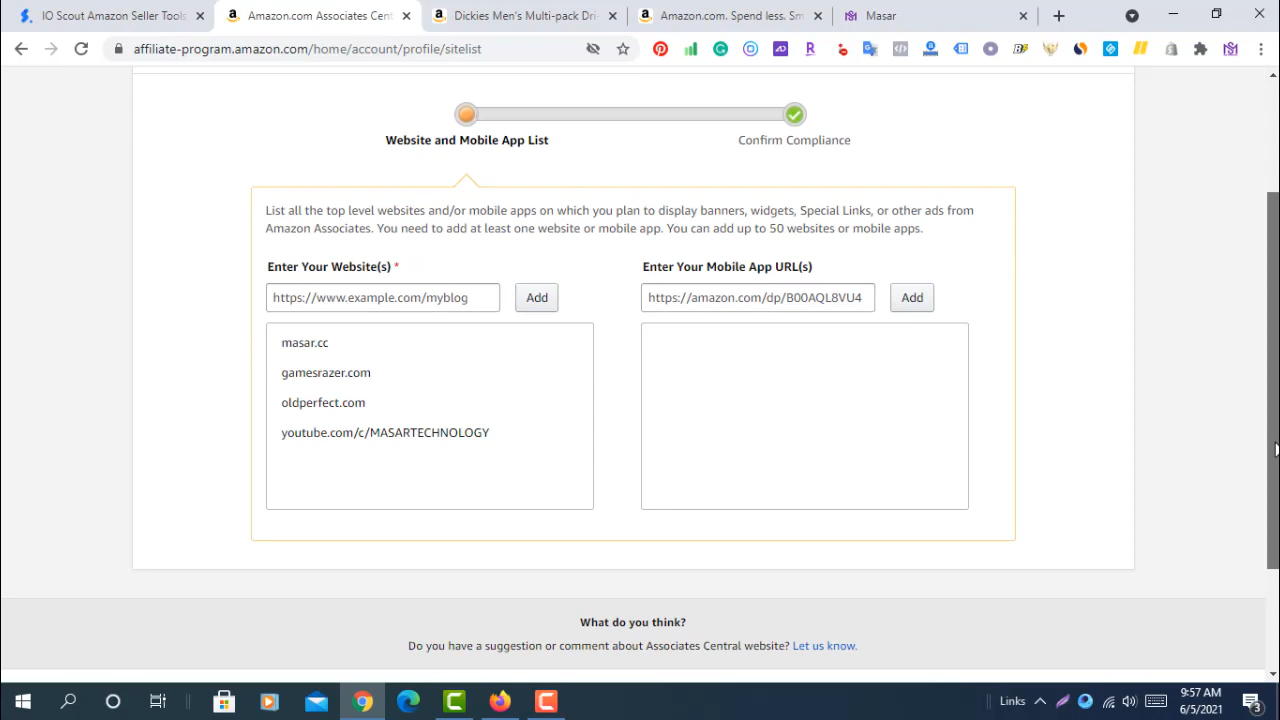 IO Scout Amazon Seller Tools
Amazon.com Associates Cent
Dickies Men's Multi-pack Dri-
Amazon.com. Spend less. Sm
Masar
affiliate-program.amazon.com/home/account/profile/sitelist
Website and Mobile App List
Confirm Compliance
List all the top level websites and/or mobile apps on which you plan to display banners, widgets, Special Links, or other ads from
Amazon Associates. You need to add at least one website or mobile app. You can add up to 50 websites or mobile apps.
Enter Your Website(s) *
Enter Your Mobile App URL(s)
https://www.example.com/myblog
Add
https://amazon.com/dp/B00AQL8VU4
Add
masar.cc
gamesrazer.com
oldperfect.com
youtube.com/c/MASARTECHNOLOGY
What do you think?
Do you have a suggestion or comment about Associates Central website? Let us know.
Links
9:57 AM
6/5/2021
3